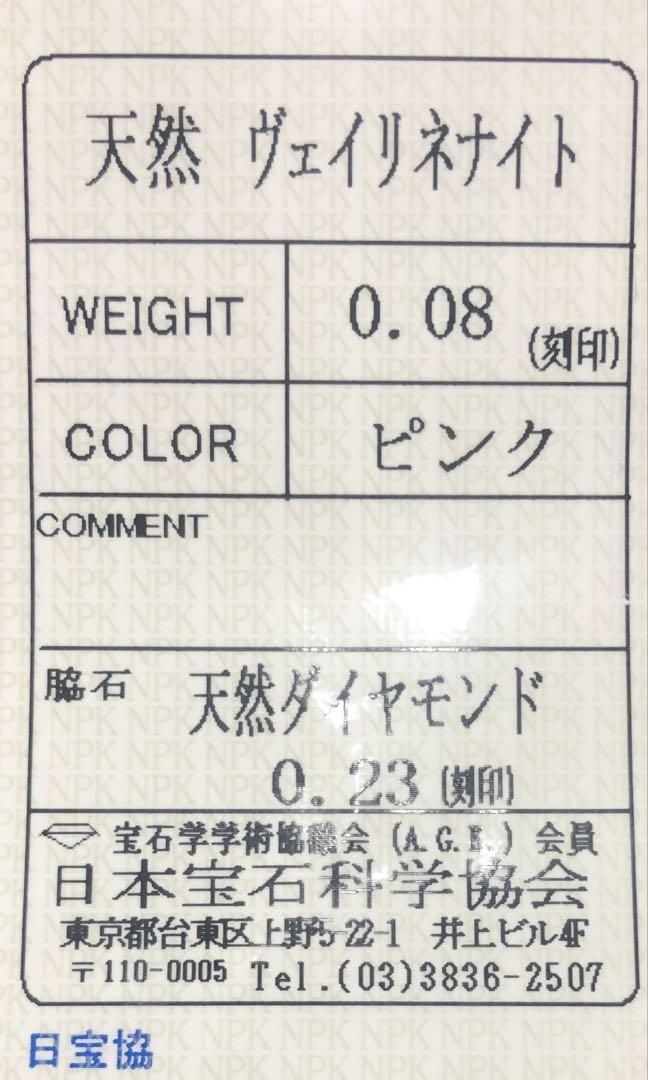 天然 ヴェイリネナイト
WEIGHT 0.08 (刻印)
COLOR ピンク
COMMENT
脇石 天然ダイヤモンド
0.23 (刻印)
宝石学学術協議会 (A.G.L.) 会員
日本宝石科学協会
東京都台東区上野5-22-1 井上ビル4F
〒110-0005 Tel.(03)3836-2507
日宝協